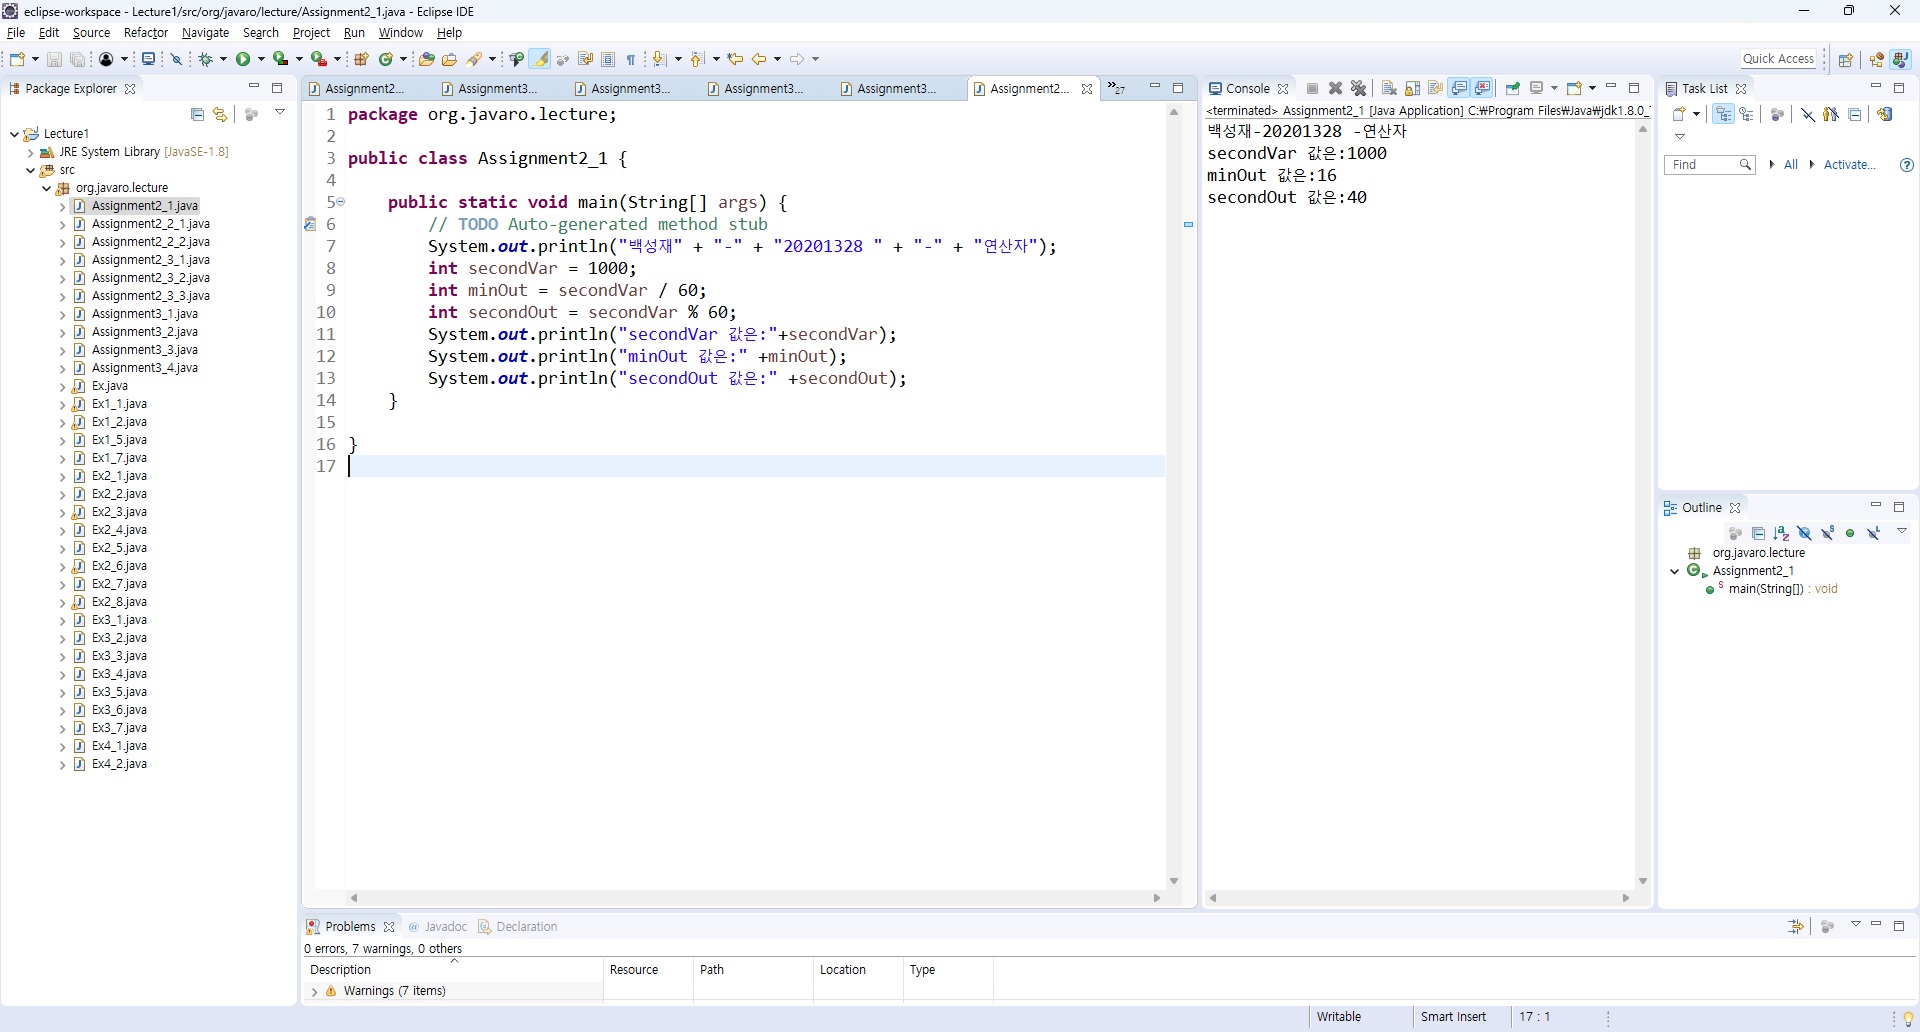 eclipse-workspace - Lecture1/src/org/javaro/lecture/Assignment2_1.java - Eclipse IDE
File Edit Source Refactor Navigate Search Project Run Window Help
Quick Access
Package Explorer
Lecture1
JRE System Library [JavaSE-1.8]
src
org.javaro.lecture
Assignment2_1.java
Assignment2_2_1.java
Assignment2_2_2.java
Assignment2_3_1.java
Assignment2_3_2.java
Assignment2_3_3.java
Assignment3_1.java
Assignment3_2.java
Assignment3_3.java
Assignment3_4.java
Ex.java
Ex1_1.java
Ex1_2.java
Ex1_5.java
Ex1_7.java
Ex2_1.java
Ex2_2.java
Ex2_3.java
Ex2_4.java
Ex2_5.java
Ex2_6.java
Ex2_7.java
Ex2_8.java
Ex3_1.java
Ex3_2.java
Ex3_3.java
Ex3_4.java
Ex3_5.java
Ex3_6.java
Ex3_7.java
Ex4_1.java
Ex4_2.java
Assignment2... Assignment3... Assignment3... Assignment3... Assignment3... Assignment2... »27
1 package org.javaro.lecture;
2
3 public class Assignment2_1 {
4
5 public static void main(String[] args) {
6 // TODO Auto-generated method stub
7 System.out.println("백성재" + "-" + "20201328 " + "-" + "연산자");
8 int secondVar = 1000;
9 int minOut = secondVar / 60;
10 int secondOut = secondVar % 60;
11 System.out.println("secondVar 값은:"+secondVar);
12 System.out.println("minOut 값은:" +minOut);
13 System.out.println("secondOut 값은:" +secondOut);
14 }
15
16 }
17
Console
<terminated> Assignment2_1 [Java Application] C:₩Program Files₩Java₩jdk1.8.0_
백성재-20201328 -연산자
secondVar 값은:1000
minOut 값은:16
secondOut 값은:40
Task List
Find All Activate...
Outline
org.javaro.lecture
Assignment2_1
main(String[]) : void
Problems @ Javadoc Declaration
0 errors, 7 warnings, 0 others
Description Resource Path Location Type
Warnings (7 items)
Writable Smart Insert 17 : 1